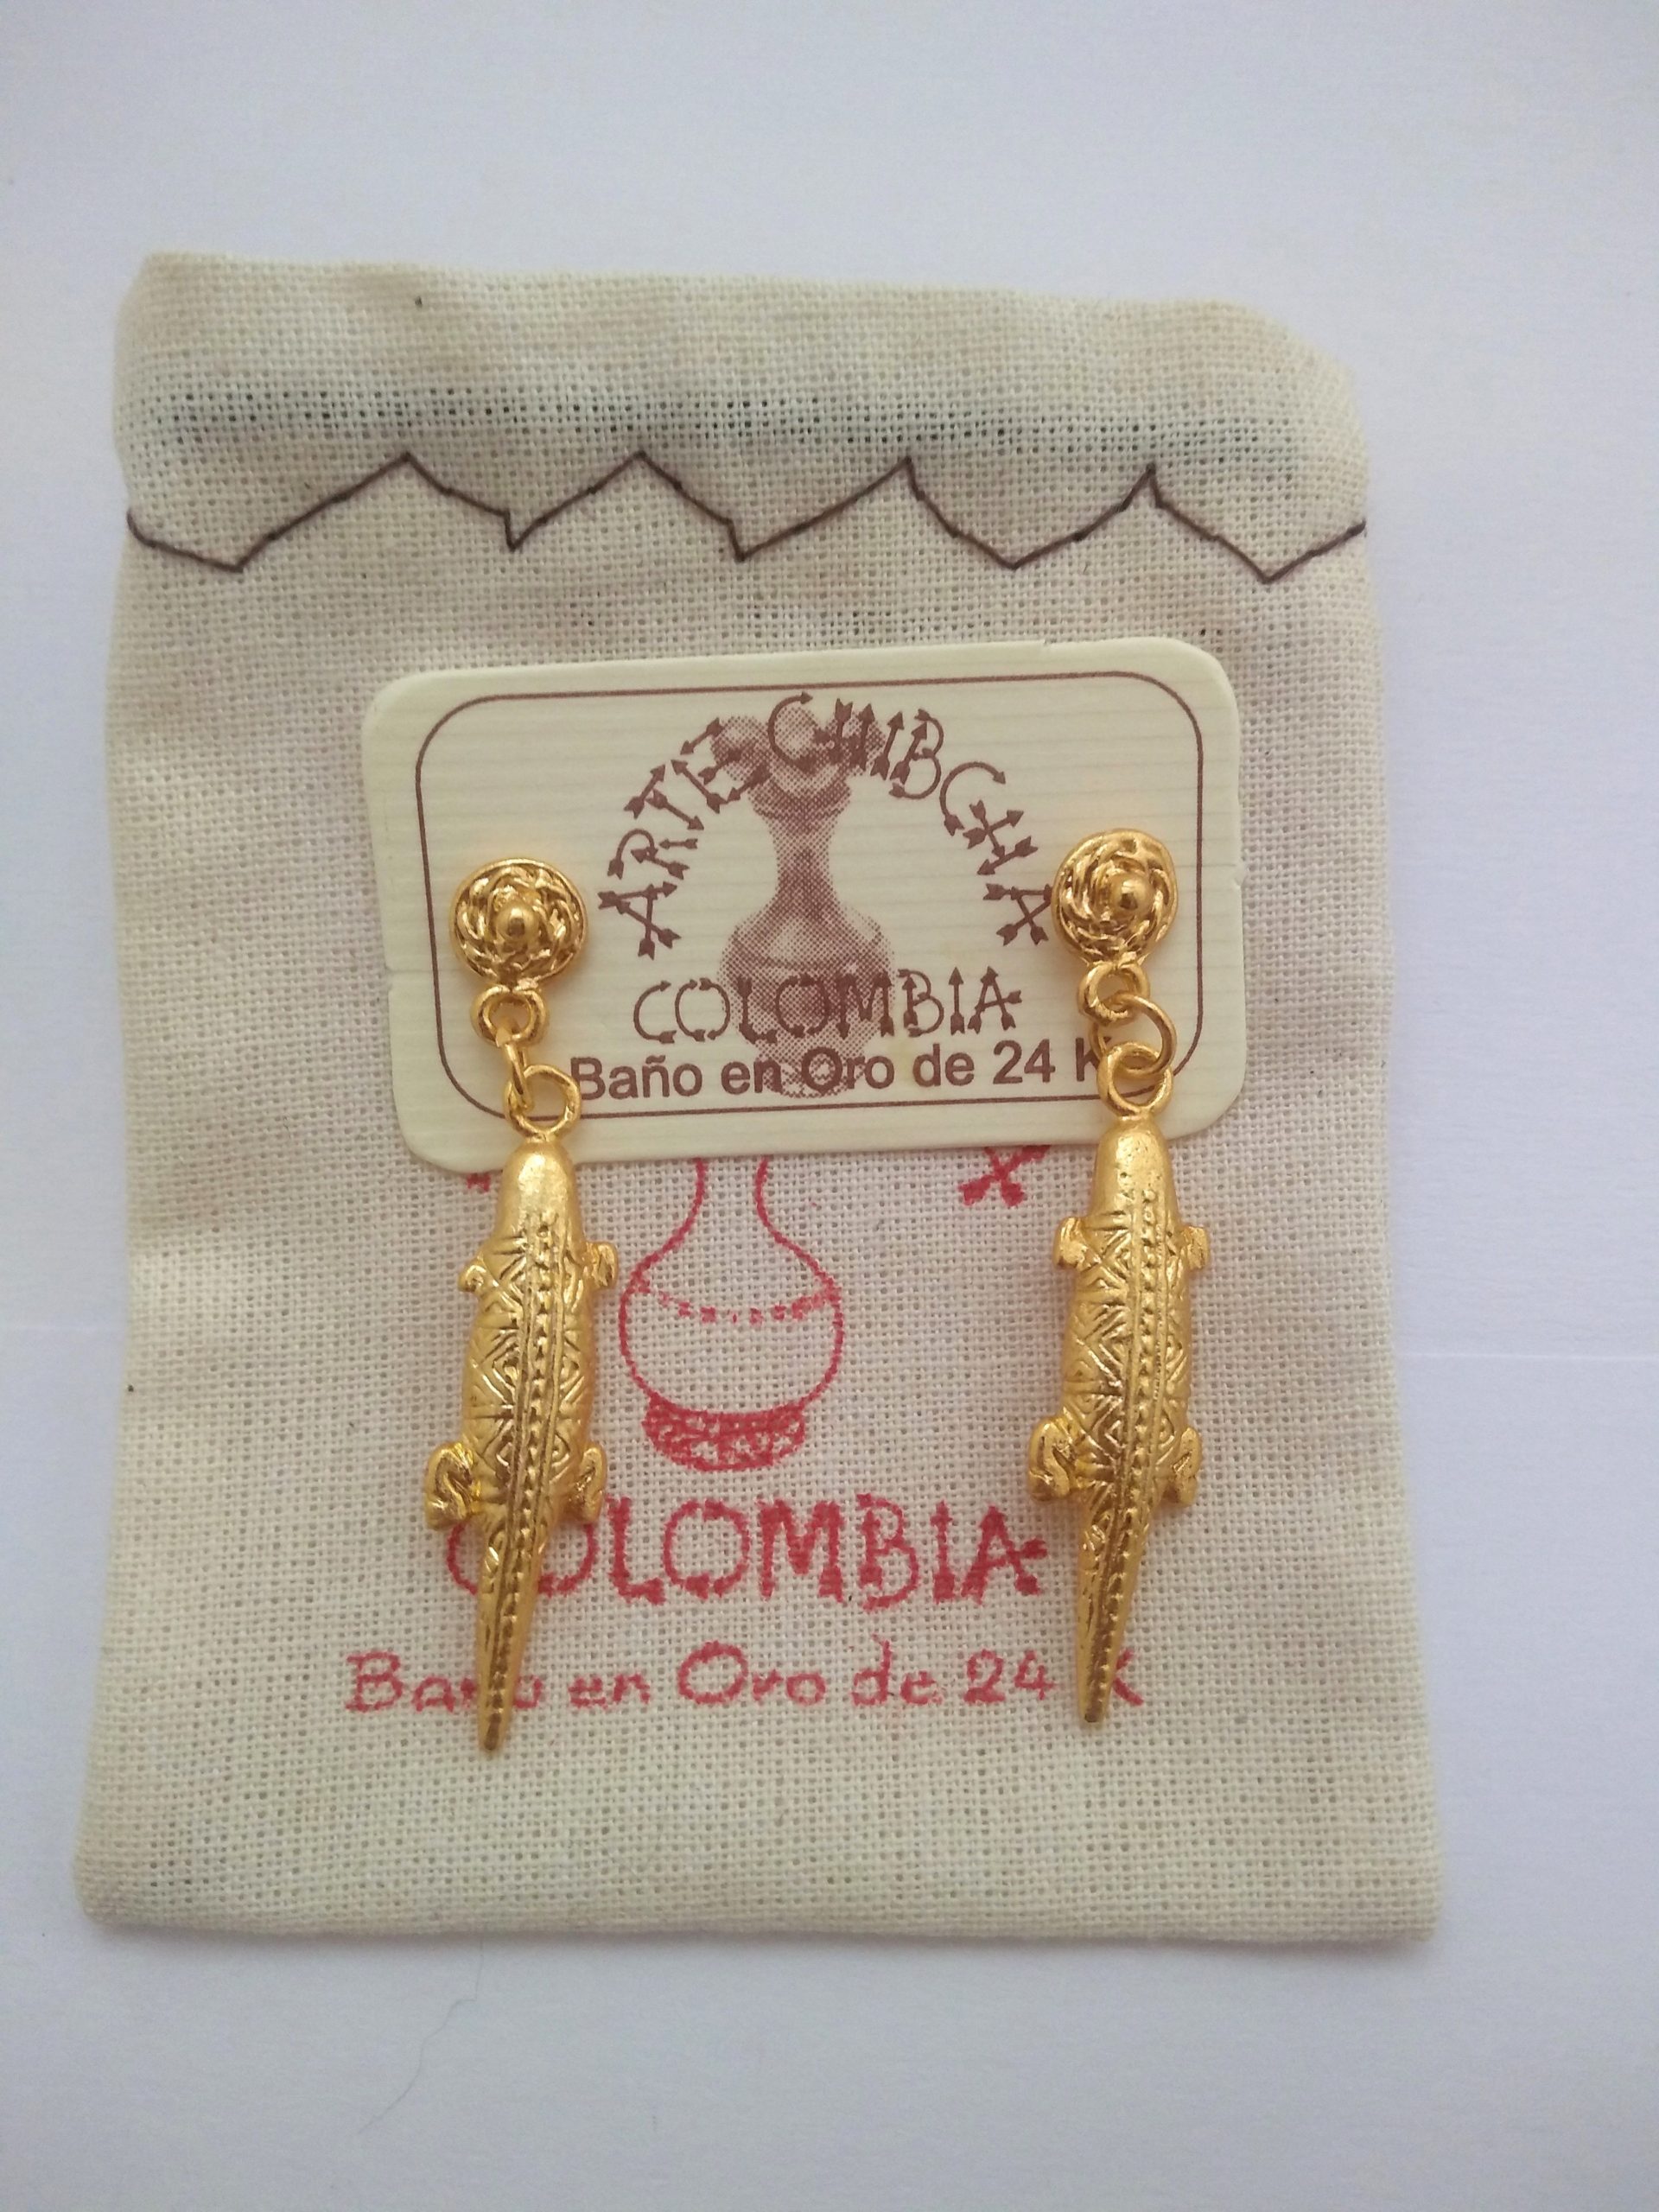 ARTE CHIBCHA
COLOMBIA
Baño en Oro de 24 K
COLOMBIA
Baño en Oro de 24 K